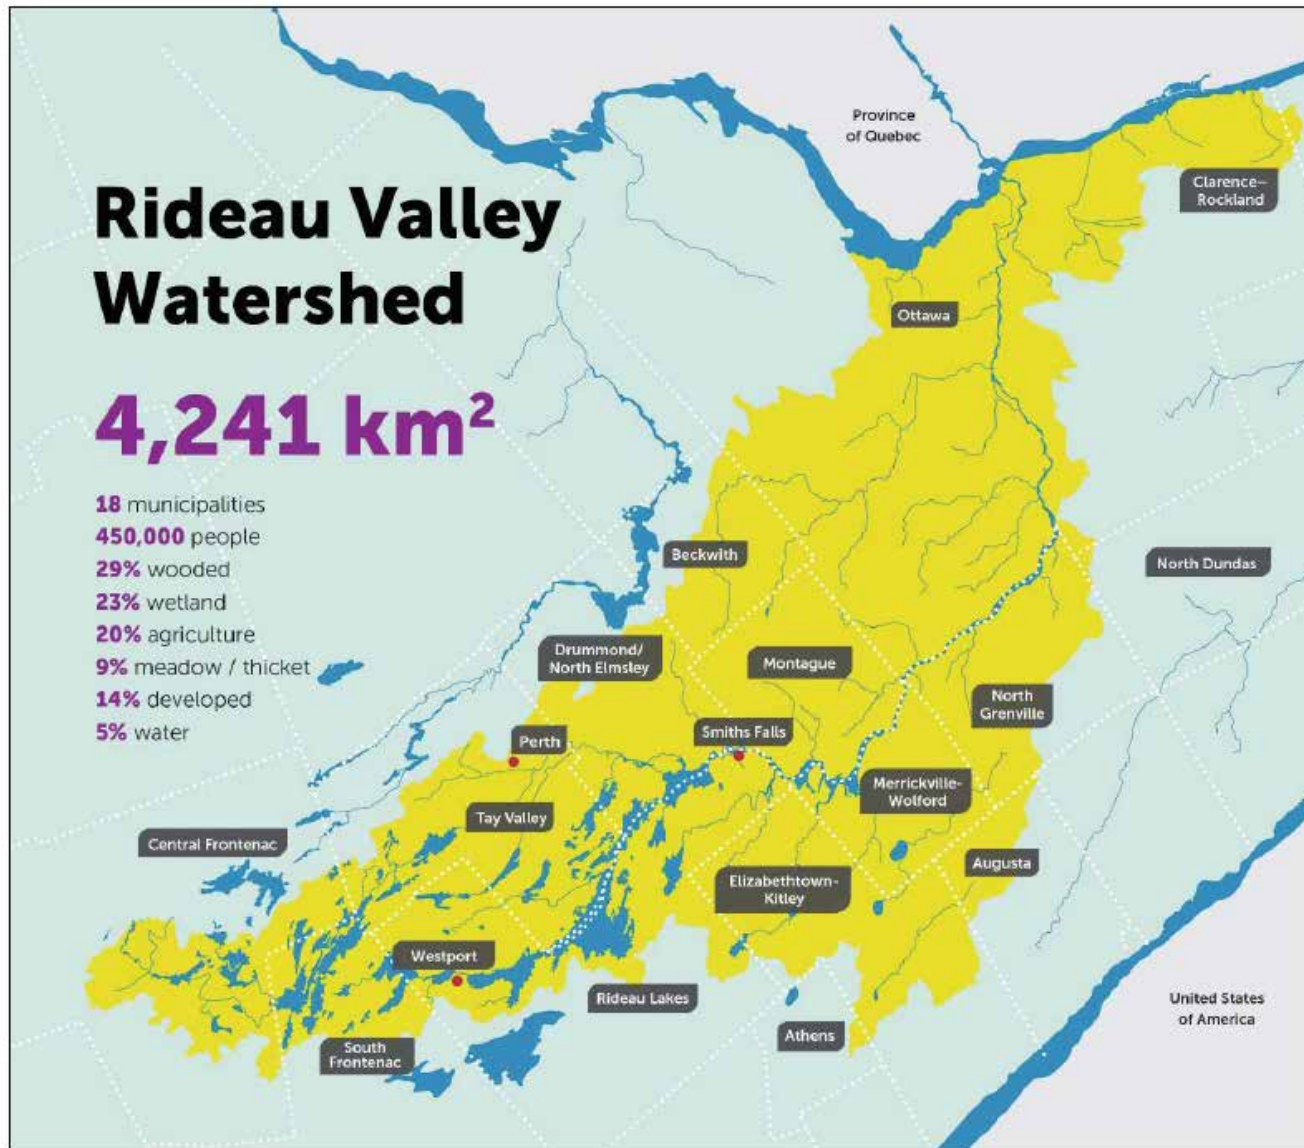 Rideau Valley
Watershed
4,241 km²
18 municipalities
450,000 people
29% wooded
23% wetland
20% agriculture
9% meadow / thicket
14% developed
5% water
Province
of Quebec
Clarence–
Rockland
Ottawa
Beckwith
North Dundas
Drummond/
North Elmsley
Montague
North
Grenville
Smiths Falls
Perth
Merrickville-
Wolford
Tay Valley
Central Frontenac
Augusta
Elizabethtown-
Kitley
Westport
Rideau Lakes
United States
of America
Athens
South
Frontenac